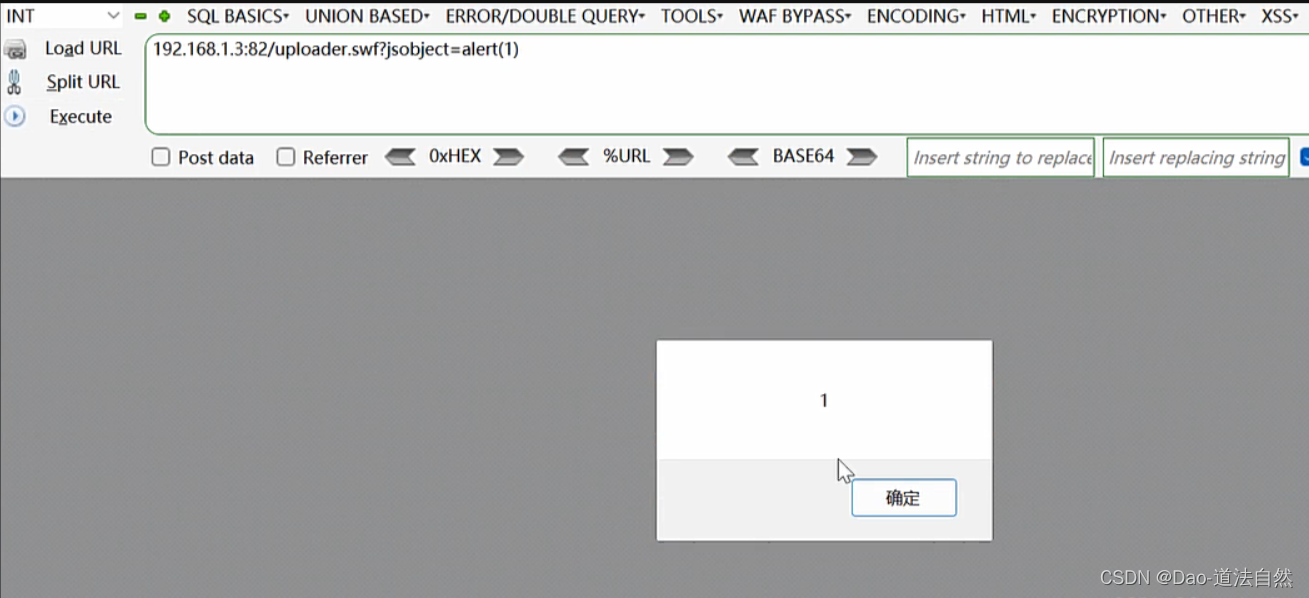 INT SQL BASICS UNION BASED ERROR/DOUBLE QUERY TOOLS WAF BYPASS ENCODING HTML ENCRYPTION OTHER XSS
Load URL 192.168.1.3:82/uploader.swf?jsobject=alert(1)
Split URL
Execute
Post data Referrer 0xHEX %URL BASE64 Insert string to replace Insert replacing string
1
确定
CSDN @Dao-道法自然